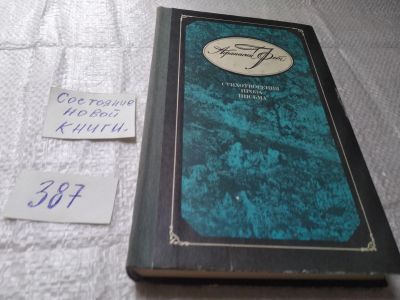 Состояние
новой
книги.
387
Афанасий Фет
СТИХОТВОРЕНИЯ
ПРОЗА
ПИСЬМА